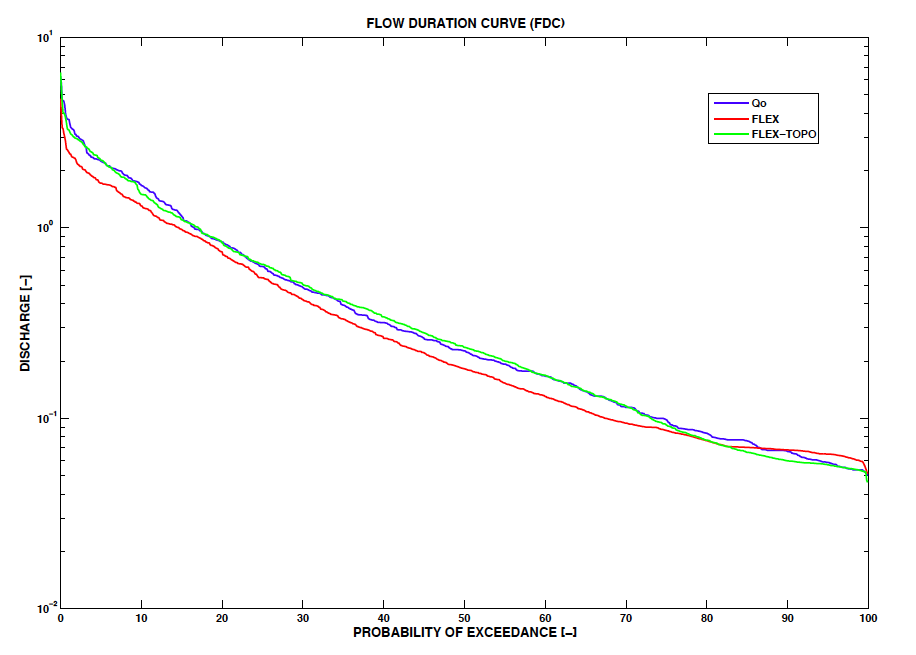 FLOW DURATION CURVE (FDC)
10^1
Qo
FLEX
FLEX-TOPO
10^0
DISCHARGE [-]
10^-1
10^-2
0 10 20 30 40 50 60 70 80 90 100
PROBABILITY OF EXCEEDANCE [-]